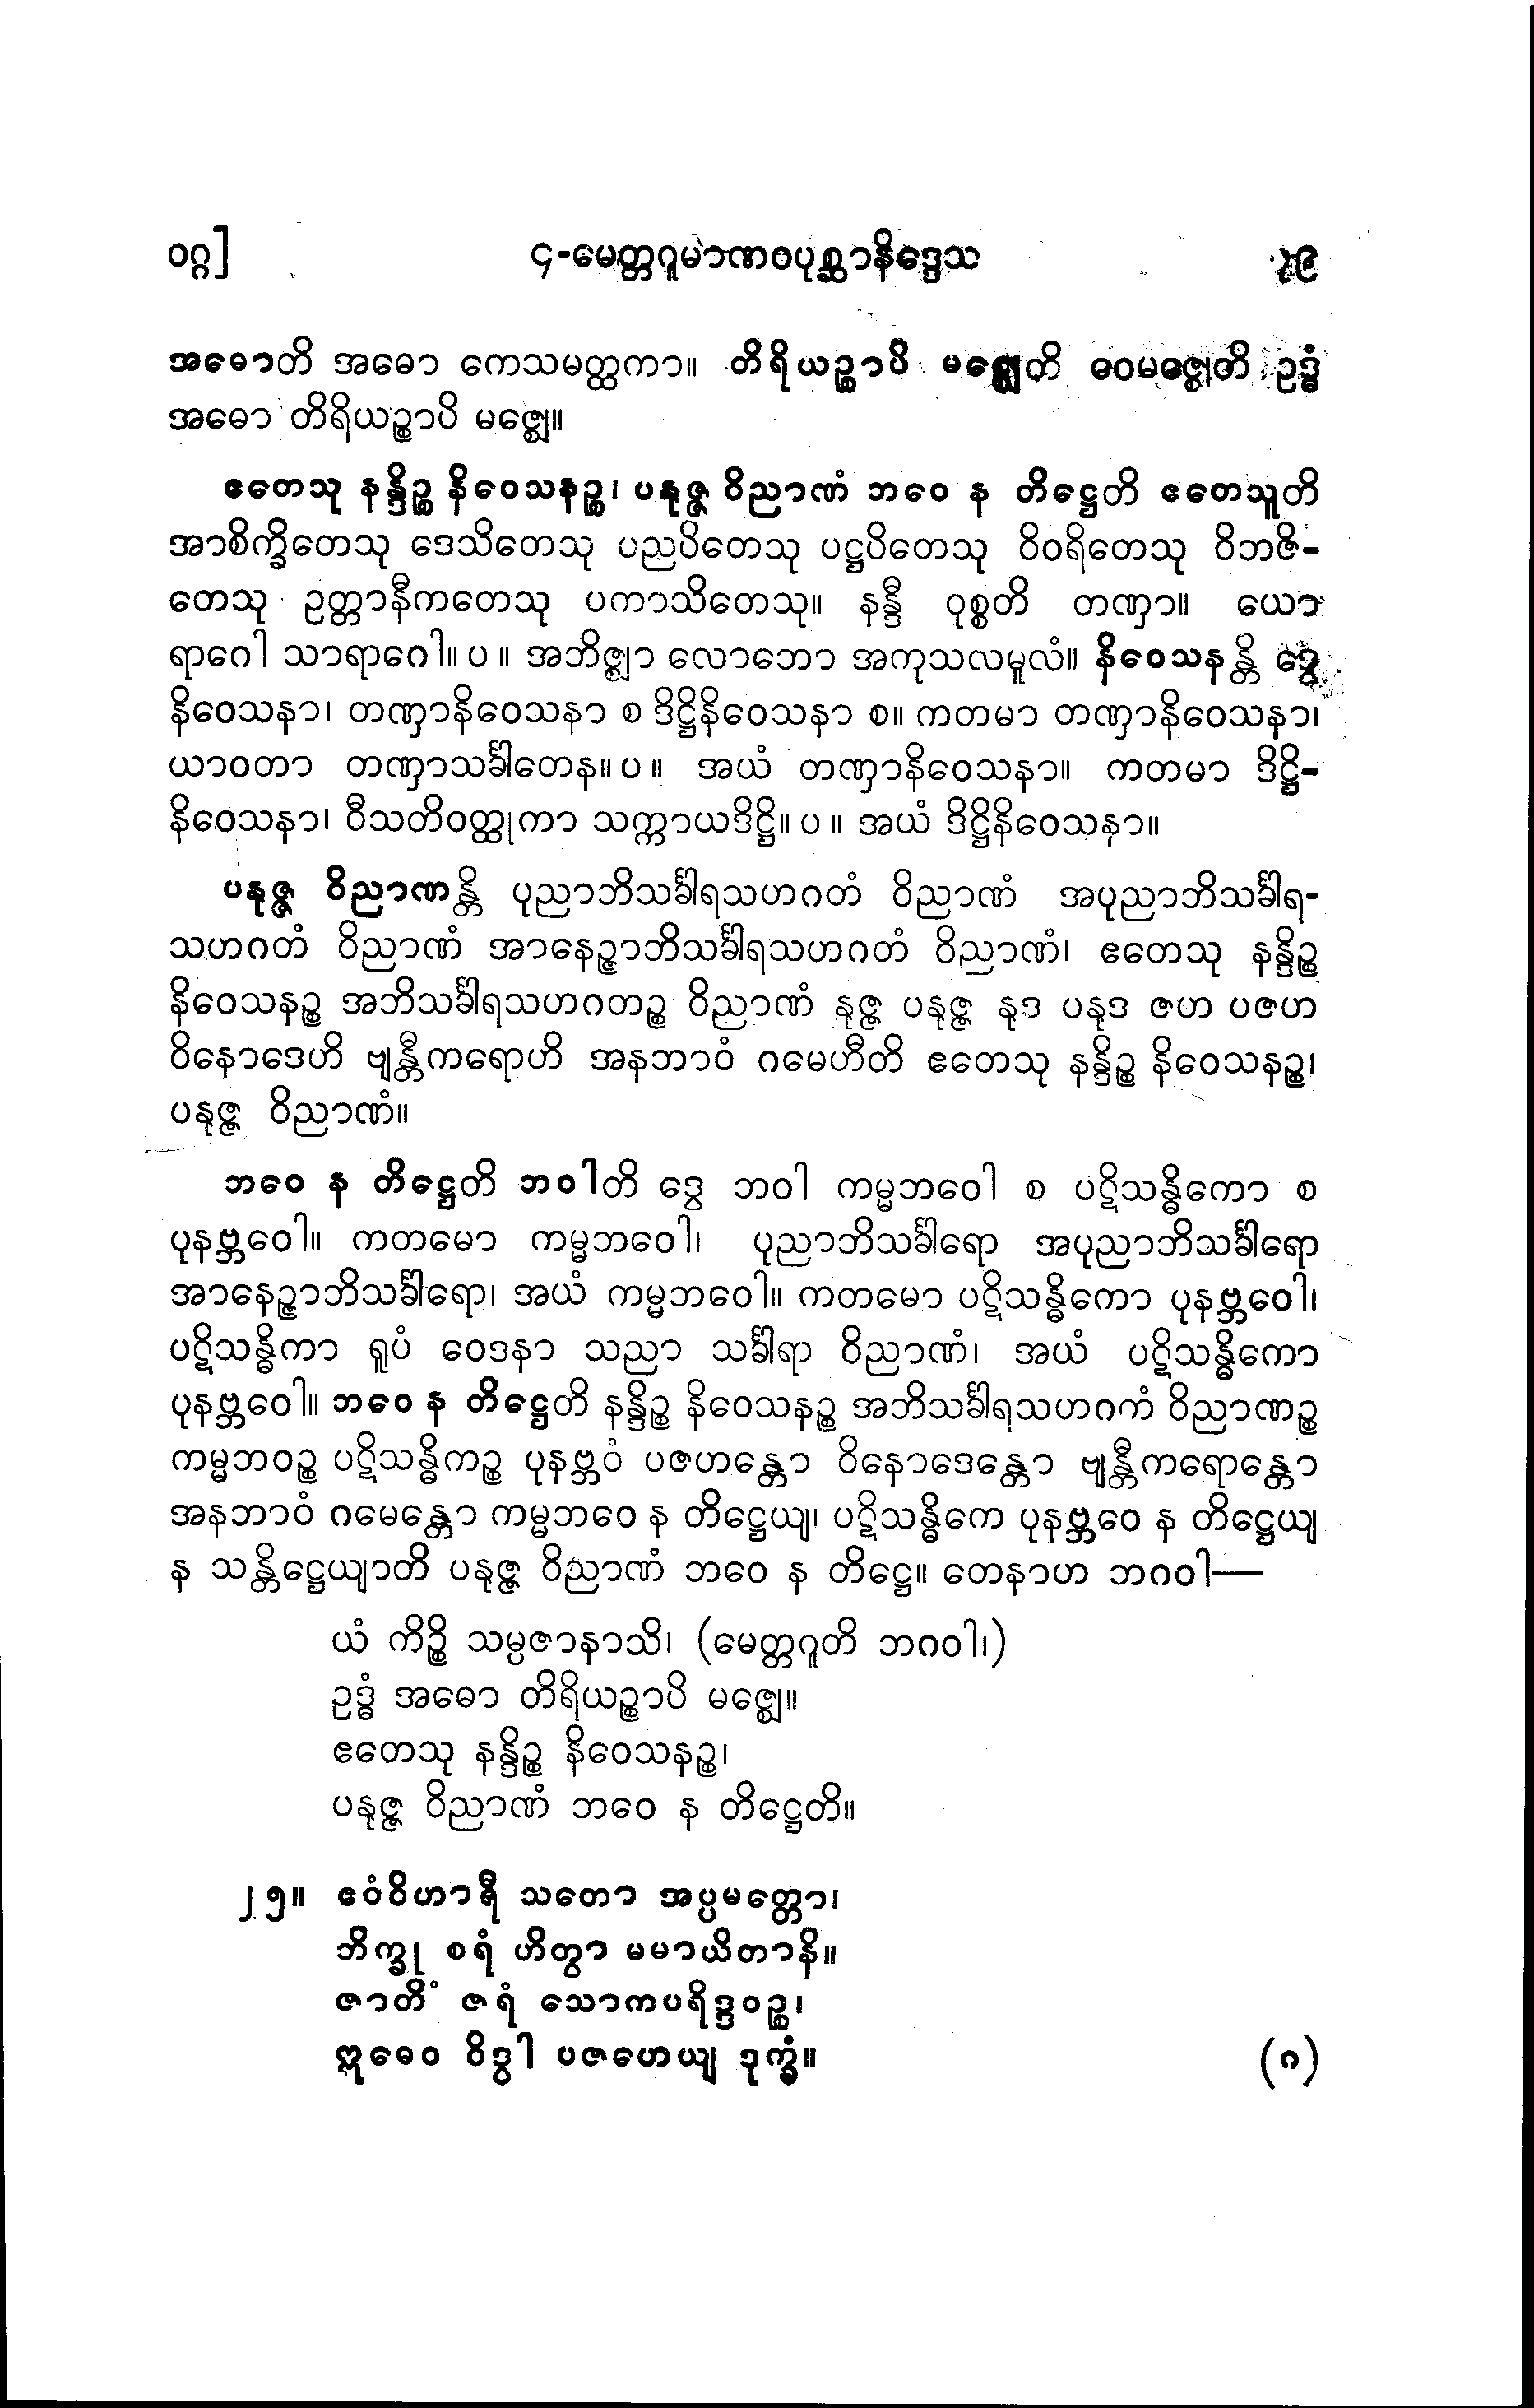 ၀ဂ္ဂ] ၄-မေတ္တဂူမာဏဝပုစ္ဆာနိဒ္ဒေသ ၇၉
အဓောတိ အဓော ကေသမတ္ထကာ။ တိရိယဉ္စာပိ မဇ္ဈေတိ ဝေမဇ္ဈေတိ ဥဒ္ဓံ
အဓော တိရိယဉ္စာပိ မဇ္ဈေ။
ဧတေသု နန္ဒိဉ္စ နိဝေသနဉ္စ၊ ပနုဇ္ဇ ဝိညာဏံ ဘဝေ န တိဋ္ဌေတိ ဧတေသူတိ
အာစိက္ခိတေသု ဒေသိတေသု ပညပိတေသု ပဋ္ဌပိတေသု ဝိဝရိတေသု ဝိဘဇိ-
တေသု ဥတ္တာနီကတေသု ပကာသိတေသု။ နန္ဒီ ဝုစ္စတိ တဏှာ။ ယော
ရာဂေါ သာရာဂေါ။ ပ ။ အဘိဇ္ဈာ လောဘော အကုသလမူလံ။ နိဝေသနန္တိ ဒွေ
နိဝေသနာ၊ တဏှာနိဝေသနာ စ ဒိဋ္ဌိနိဝေသနာ စ။ ကတမာ တဏှာနိဝေသနာ၊
ယာဝတာ တဏှာသင်္ခါတေန။ ပ ။ အယံ တဏှာနိဝေသနာ။ ကတမာ ဒိဋ္ဌိ-
နိဝေသနာ၊ ဝီသတိဝတ္ထုကာ သက္ကာယဒိဋ္ဌိ။ ပ ။ အယံ ဒိဋ္ဌိနိဝေသနာ။
ပနုဇ္ဇ ဝိညာဏန္တိ ပုညာဘိသင်္ခါရသဟဂတံ ဝိညာဏံ အပုညာဘိသင်္ခါရ-
သဟဂတံ ဝိညာဏံ အာနေဉ္ဇာဘိသင်္ခါရသဟဂတံ ဝိညာဏံ၊ ဧတေသု နန္ဒိဉ္စ
နိဝေသနဉ္စ အဘိသင်္ခါရသဟဂတဉ္စ ဝိညာဏံ နုဇ္ဇ ပနုဇ္ဇ နုဒ ပနုဒ ဇဟ ပဇဟ
ဝိနောဒေဟိ ဗျန္တီကရောဟိ အနဘာဝံ ဂမေဟီတိ ဧတေသု နန္ဒိဉ္စ နိဝေသနဉ္စ၊
ပနုဇ္ဇ ဝိညာဏံ။
ဘဝေ န တိဋ္ဌေတိ ဘဝါတိ ဒွေ ဘဝါ ကမ္မဘဝေါ စ ပဋိသန္ဓိကော စ
ပုနဗ္ဘဝေါ။ ကတမော ကမ္မဘဝေါ၊ ပုညာဘိသင်္ခါရော အပုညာဘိသင်္ခါရော
အာနေဉ္ဇာဘိသင်္ခါရော၊ အယံ ကမ္မဘဝေါ။ ကတမော ပဋိသန္ဓိကော ပုနဗ္ဘဝေါ၊
ပဋိသန္ဓိကာ ရူပံ ဝေဒနာ သညာ သင်္ခါရာ ဝိညာဏံ၊ အယံ ပဋိသန္ဓိကော
ပုနဗ္ဘဝေါ။ ဘဝေ န တိဋ္ဌေတိ နန္ဒိဉ္စ နိဝေသနဉ္စ အဘိသင်္ခါရသဟဂကံ ဝိညာဏဉ္စ
ကမ္မဘဝဉ္စ ပဋိသန္ဓိကဉ္စ ပုနဗ္ဘဝံ ပဇဟန္တော ဝိနောဒေန္တော ဗျန္တီကရောန္တော
အနဘာဝံ ဂမေန္တော ကမ္မဘဝေ န တိဋ္ဌေယျ၊ ပဋိသန္ဓိကေ ပုနဗ္ဘဝေ န တိဋ္ဌေယျ
န သန္တိဋ္ဌေယျာတိ ပနုဇ္ဇ ဝိညာဏံ ဘဝေ န တိဋ္ဌေ။ တေနာဟ ဘဂဝါ—
ယံ ကိဉ္စိ သမ္ပဇာနာသိ၊ (မေတ္တဂူတိ ဘဂဝါ၊)
ဥဒ္ဓံ အဓော တိရိယဉ္စာပိ မဇ္ဈေ။
ဧတေသု နန္ဒိဉ္စ နိဝေသနဉ္စ၊
ပနုဇ္ဇ ဝိညာဏံ ဘဝေ န တိဋ္ဌေတိ။
၂၅။ ဧဝံဝိဟာရီ သတော အပ္ပမတ္တော၊
ဘိက္ခု စရံ ဟိတွာ မမာယိတာနိ။
ဇာတိံ ဇရံ သောကပရိဒ္ဒဝဉ္စ၊
ဣဓေဝ ဝိဒွါ ပဇဟေယျ ဒုက္ခံ။ (ဂ)